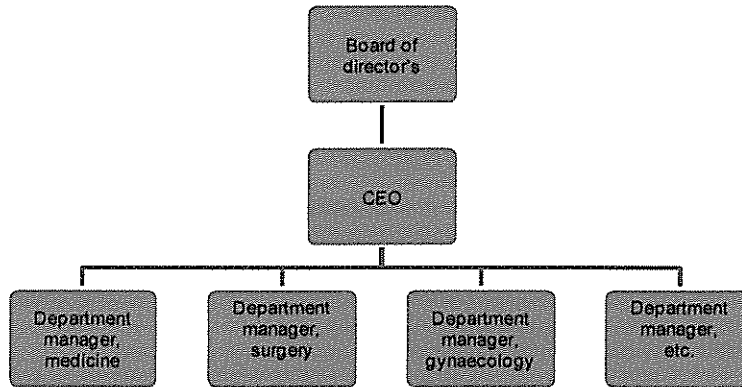 Board of
director's
CEO
Department
manager,
medicine
Department
manager,
surgery
Department
manager,
gynaecology
Department
manager,
etc.